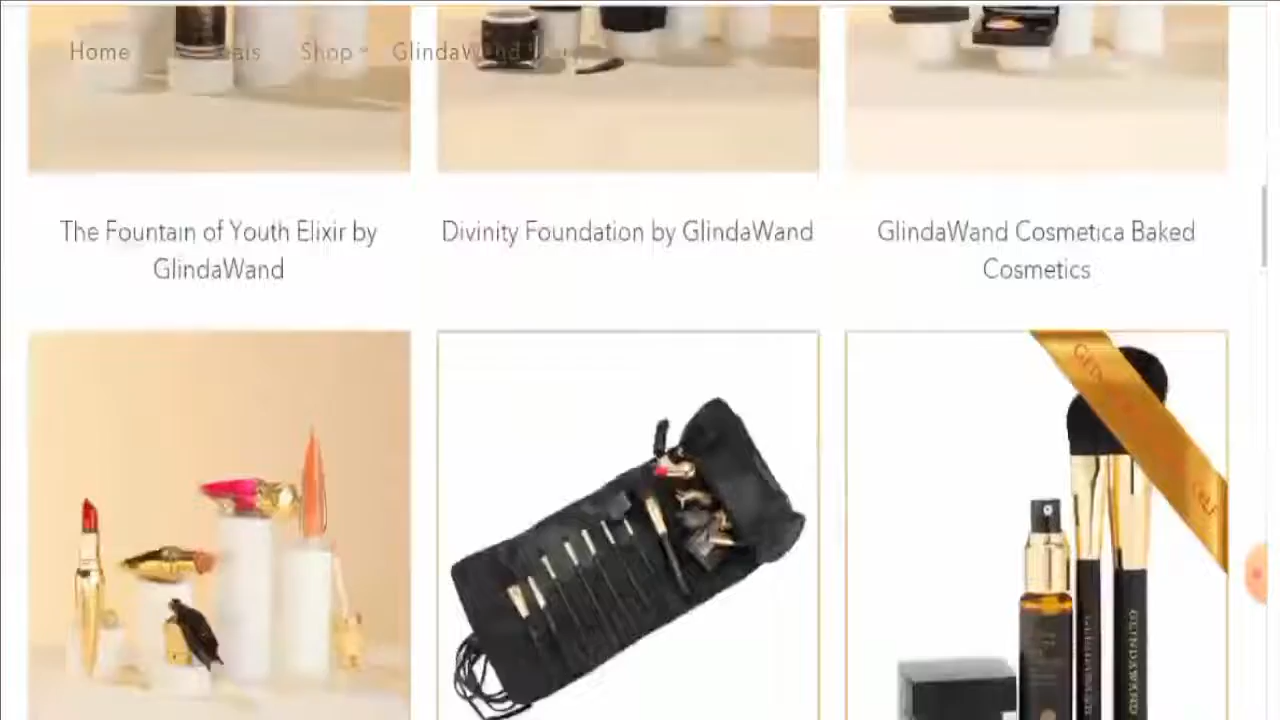 Home
Shop
The Fountain of Youth Elixir by
GlindaWand
Divinity Foundation by GlindaWand
GlindaWand Cosmetica Baked
Cosmetics